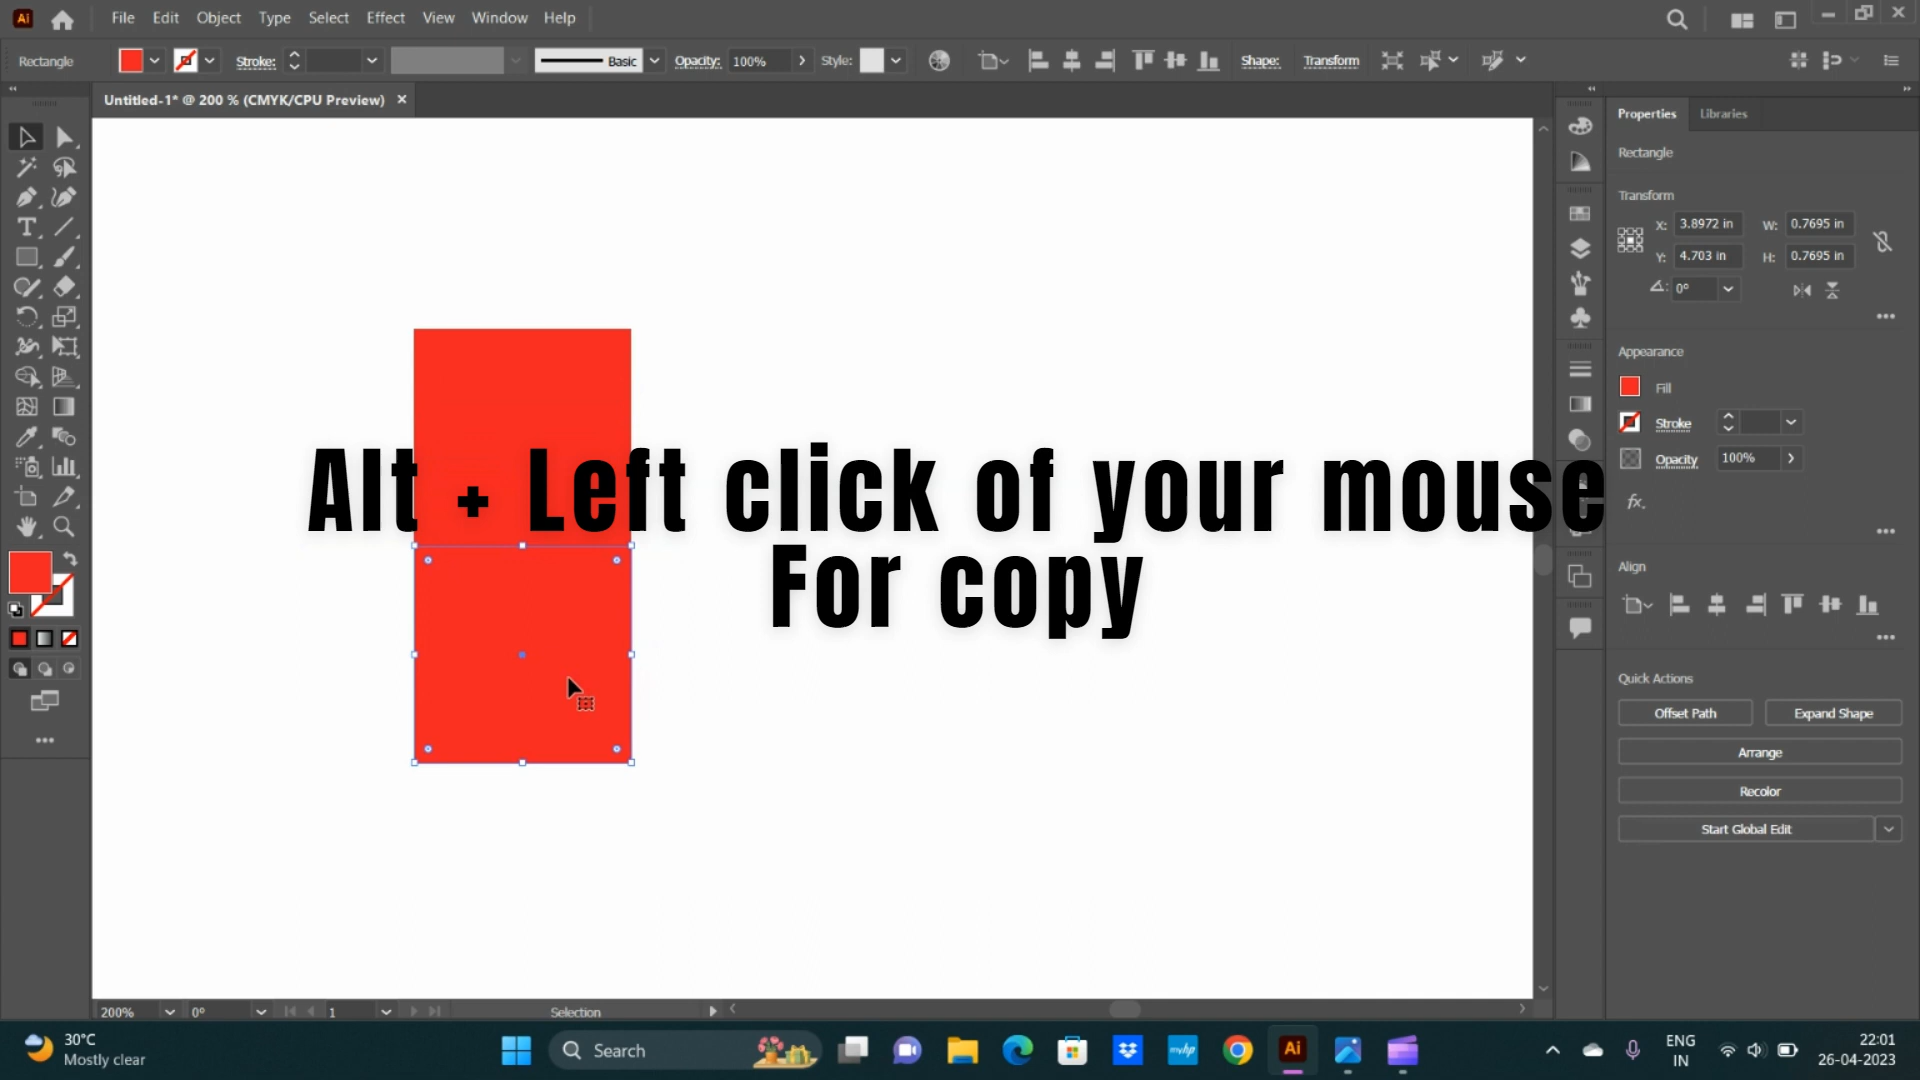 Ai File Edit Object Type Select Effect View Window Help
Rectangle Stroke: Basic Opacity: 100% Style: Shape: Transform
Untitled-1* @ 200 % (CMYK/CPU Preview) ×
Properties Libraries
Rectangle
Transform
X: 3.8972 in W: 0.7695 in
Y: 4.703 in H: 0.7695 in
0°
Appearance
Fill
Stroke
Opacity 100%
fx.
Align
Quick Actions
Offset Path Expand Shape
Arrange
Recolor
Start Global Edit
Alt + Left click of your mouse
For copy
200% 0° 1 Selection
30°C
Mostly clear
Search
myhp
Ai
ENG
IN
22:01
26-04-2023